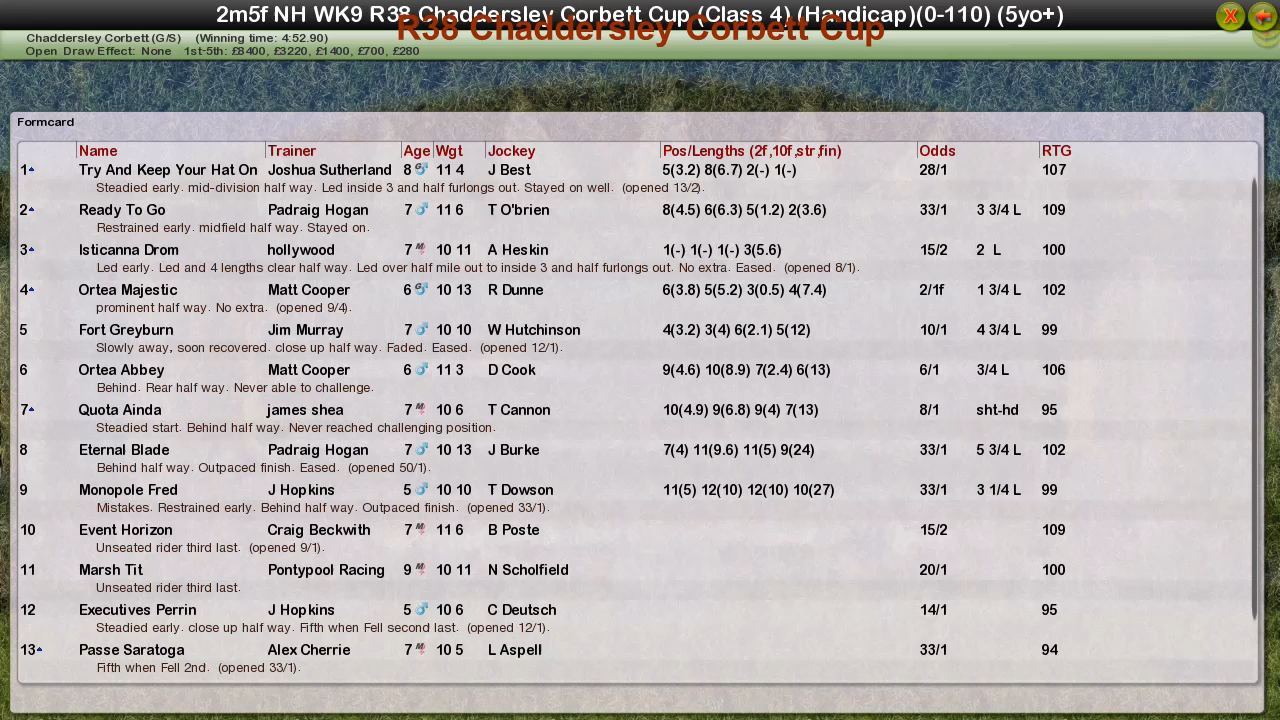 2m5f NH WK9 R38 Chaddersley Corbett Cup (Class 4) (Handicap)(0-110) (5yo+)
R38 Chaddersley Corbett Cup
Chaddersley Corbett (G/S) (Winning time: 4:52.90)
Open Draw Effect: None 1st-5th: £8400, £3220, £1400, £700, £280
Formcard
Name Trainer Age Wgt Jockey Pos/Lengths (2f,10f,str,fin) Odds RTG
1 Try And Keep Your Hat On Joshua Sutherland 8 11 4 J Best 5(3.2) 8(6.7) 2(-) 1(-) 28/1 107
Steadied early. mid-division half way. Led inside 3 and half furlongs out. Stayed on well. (opened 13/2).
2 Ready To Go Padraig Hogan 7 11 6 T O'brien 8(4.5) 6(6.3) 5(1.2) 2(3.6) 33/1 3 3/4 L 109
Restrained early. midfield half way. Stayed on.
3 Isticanna Drom hollywood 7 10 11 A Heskin 1(-) 1(-) 1(-) 3(5.6) 15/2 2 L 100
Led early. Led and 4 lengths clear half way. Led over half mile out to inside 3 and half furlongs out. No extra. Eased. (opened 8/1).
4 Ortea Majestic Matt Cooper 6 10 13 R Dunne 6(3.8) 5(5.2) 3(0.5) 4(7.4) 2/1f 1 3/4 L 102
prominent half way. No extra. (opened 9/4).
5 Fort Greyburn Jim Murray 7 10 10 W Hutchinson 4(3.2) 3(4) 6(2.1) 5(12) 10/1 4 3/4 L 99
Slowly away, soon recovered. close up half way. Faded. Eased. (opened 12/1).
6 Ortea Abbey Matt Cooper 6 11 3 D Cook 9(4.6) 10(8.9) 7(2.4) 6(13) 6/1 3/4 L 106
Behind. Rear half way. Never able to challenge.
7 Quota Ainda james shea 7 10 6 T Cannon 10(4.9) 9(6.8) 9(4) 7(13) 8/1 sht-hd 95
Steadied start. Behind half way. Never reached challenging position.
8 Eternal Blade Padraig Hogan 7 10 13 J Burke 7(4) 11(9.6) 11(5) 9(24) 33/1 5 3/4 L 102
Behind half way. Outpaced finish. Eased. (opened 50/1).
9 Monopole Fred J Hopkins 5 10 10 T Dowson 11(5) 12(10) 12(10) 10(27) 33/1 3 1/4 L 99
Mistakes. Restrained early. Behind half way. Outpaced finish. (opened 33/1).
10 Event Horizon Craig Beckwith 7 11 6 B Poste 15/2 109
Unseated rider third last. (opened 9/1).
11 Marsh Tit Pontypool Racing 9 10 11 N Scholfield 20/1 100
Unseated rider third last.
12 Executives Perrin J Hopkins 5 10 6 C Deutsch 14/1 95
Steadied early. close up half way. Fifth when Fell second last. (opened 12/1).
13 Passe Saratoga Alex Cherrie 7 10 5 L Aspell 33/1 94
Fifth when Fell 2nd. (opened 33/1).